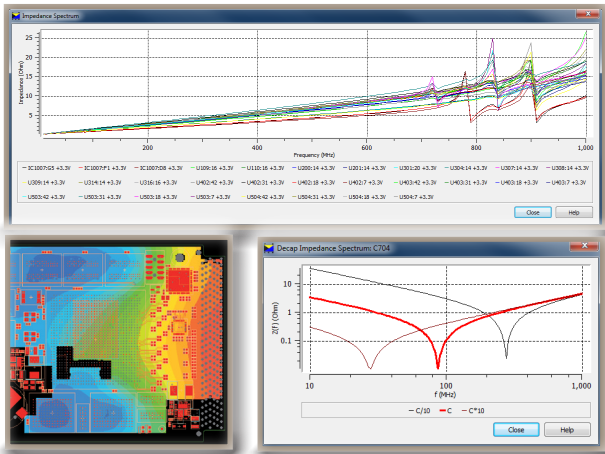 Impedance Spectrum
25
20
15
10
5
Impedance (Ohm)
200
400
600
800
1,000
Frequency (MHz)
IC1007:G5 +3.3V IC1007:F1 +3.3V IC1007:D8 +3.3V U109:16 +3.3V U110:16 +3.3V U200:14 +3.3V U201:14 +3.3V U301:20 +3.3V U304:14 +3.3V U307:14 +3.3V U308:14 +3.3V
U309:14 +3.3V U314:14 +3.3V U316:16 +3.3V U402:42 +3.3V U402:31 +3.3V U402:18 +3.3V U402:7 +3.3V U403:42 +3.3V U403:31 +3.3V U403:18 +3.3V U403:7 +3.3V
U503:42 +3.3V U503:31 +3.3V U503:18 +3.3V U503:7 +3.3V U504:42 +3.3V U504:31 +3.3V U504:18 +3.3V U504:7 +3.3V
Close Help
Decap Impedance Spectrum: C704
10
1
0.1
Z(f) (Ohm)
10 100 1,000
f (MHz)
C/10 C C*10
Close Help